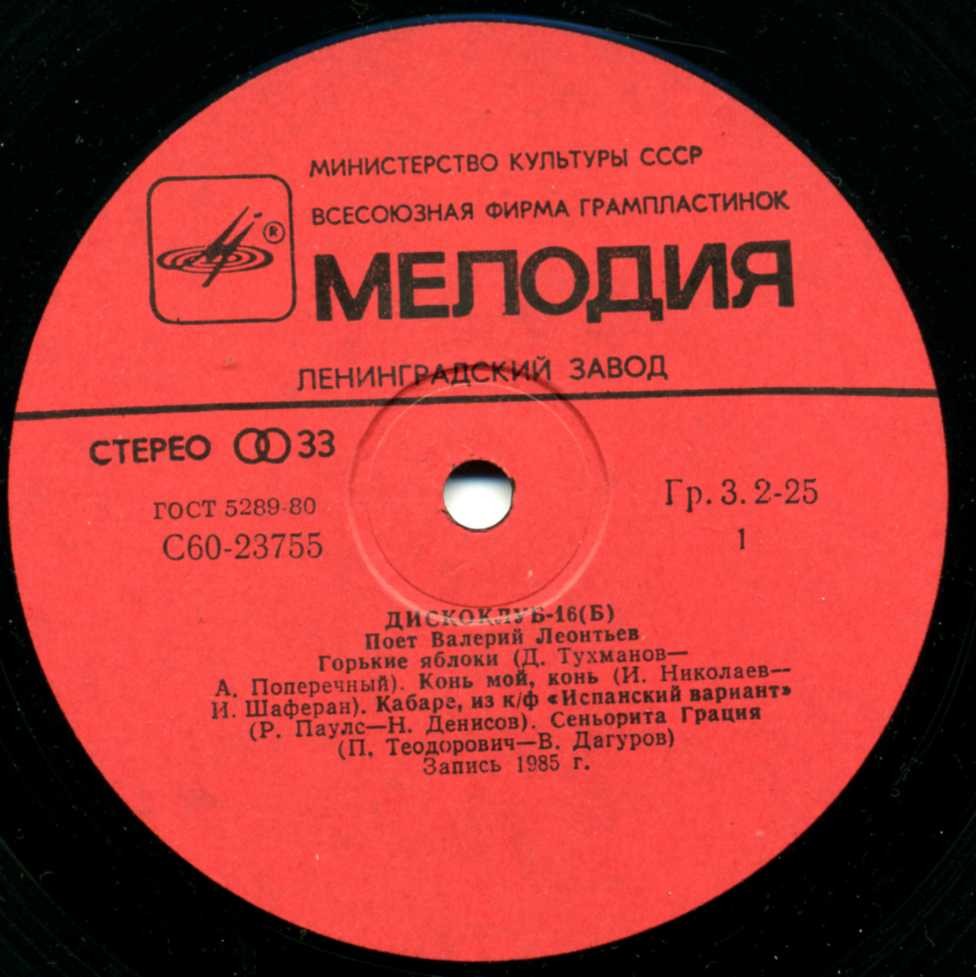 МИНИСТЕРСТВО КУЛЬТУРЫ СССР
ВСЕСОЮЗНАЯ ФИРМА ГРАМПЛАСТИНОК
®
МЕЛОДИЯ
ЛЕНИНГРАДСКИЙ ЗАВОД
СТЕРЕО 33
ГОСТ 5289-80
С60-23755
Гр. 3. 2-25
1
ДИСКОКЛУБ-16(Б)
Поет Валерий Леонтьев
Горькие яблоки (Д. Тухманов—
А. Поперечный). Конь мой, конь (И. Николаев—
И. Шаферан). Кабаре, из к/ф «Испанский вариант»
(Р. Паулс—Н. Денисов). Сеньорита Грация
(П. Теодорович—В. Дагуров)
Запись 1985 г.